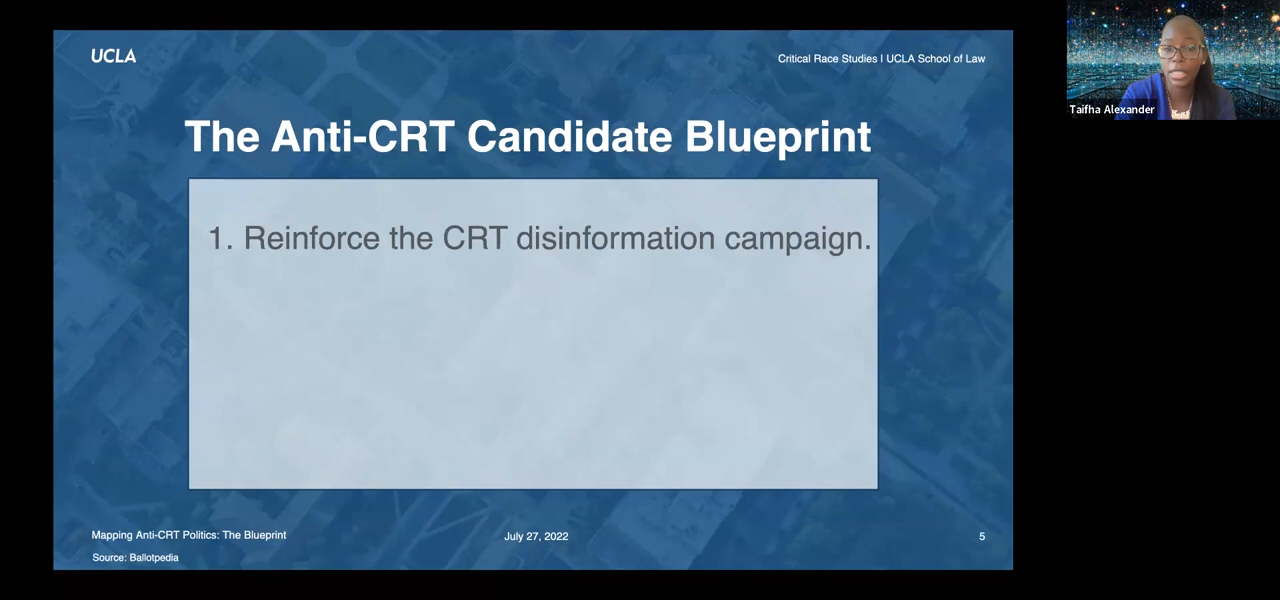 UCLA
Critical Race Studies | UCLA School of Law
Taifha Alexander
The Anti-CRT Candidate Blueprint
1. Reinforce the CRT disinformation campaign.
Mapping Anti-CRT Politics: The Blueprint
July 27, 2022
5
Source: Ballotpedia